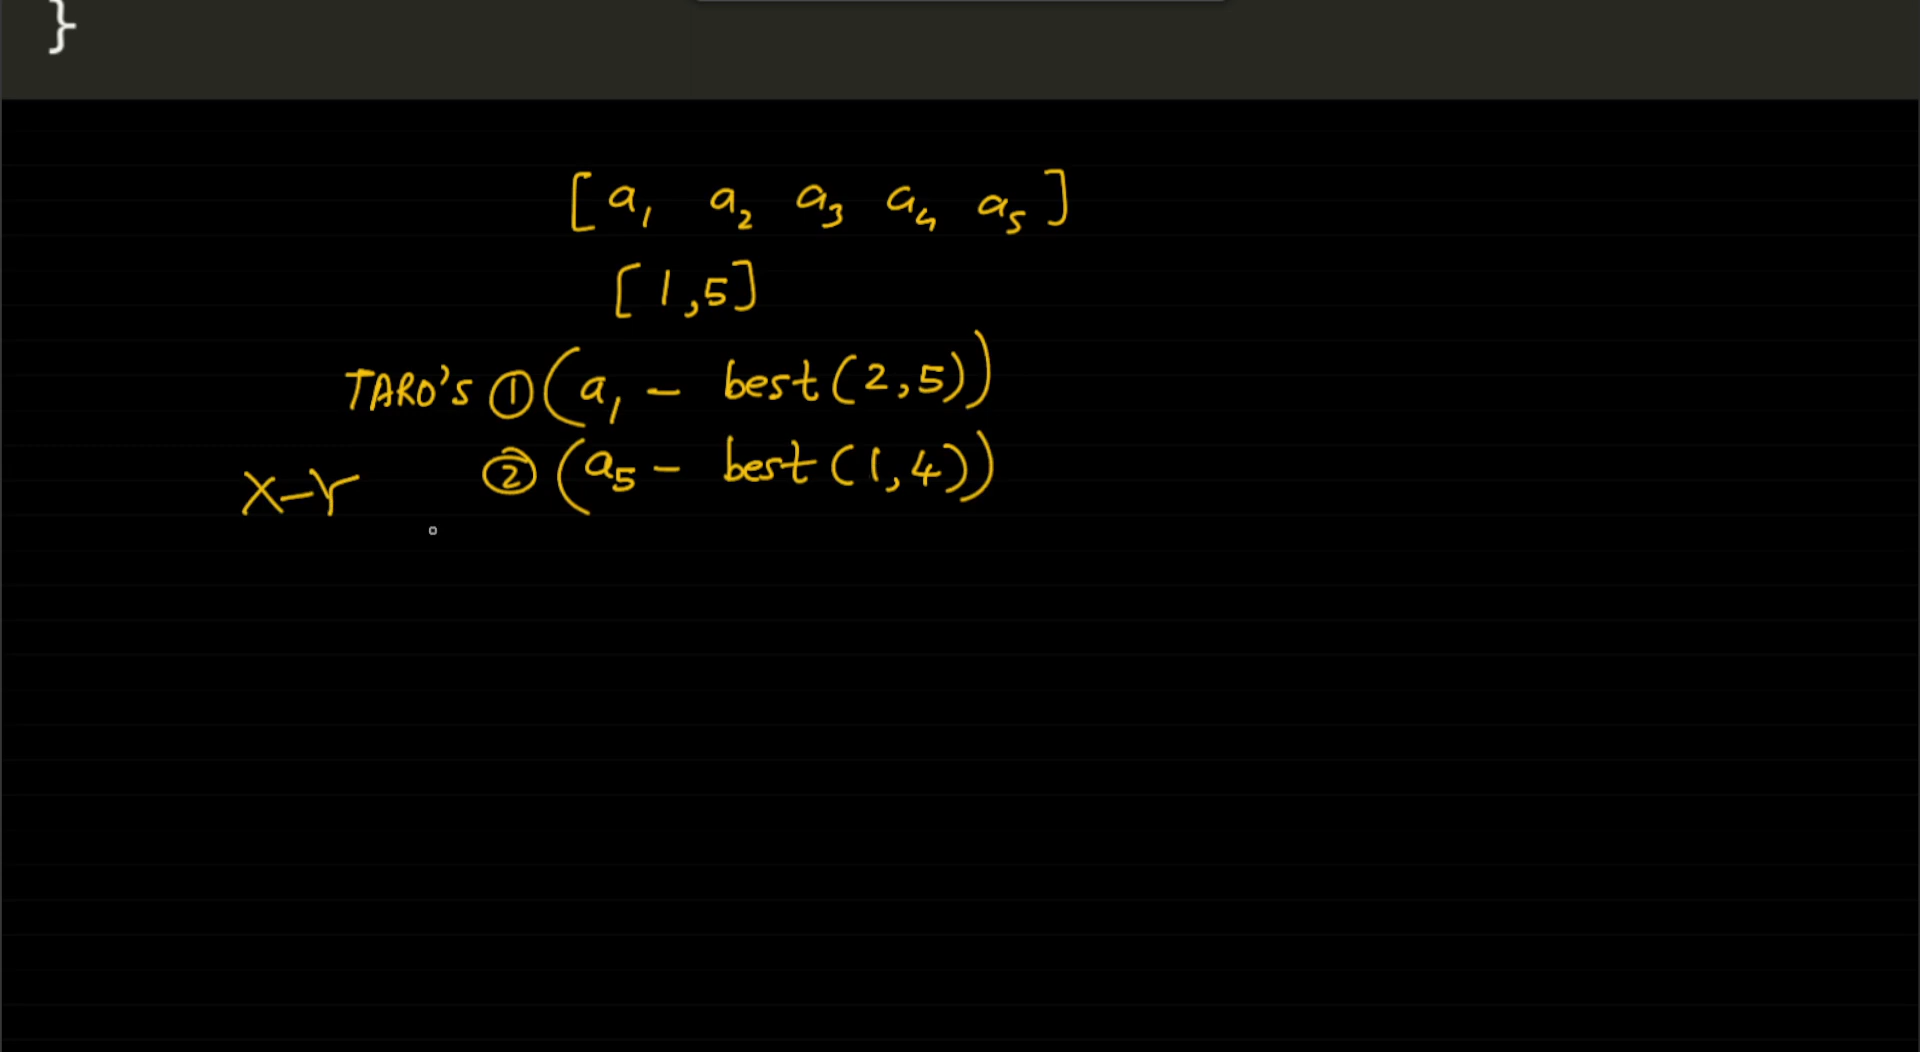 }
[ a₁ a₂ a₃ a₄ a₅ ]
[ 1,5 ]
TARO'S ① (a₁ - best(2,5))
② (a₅ - best(1,4))
X-Y